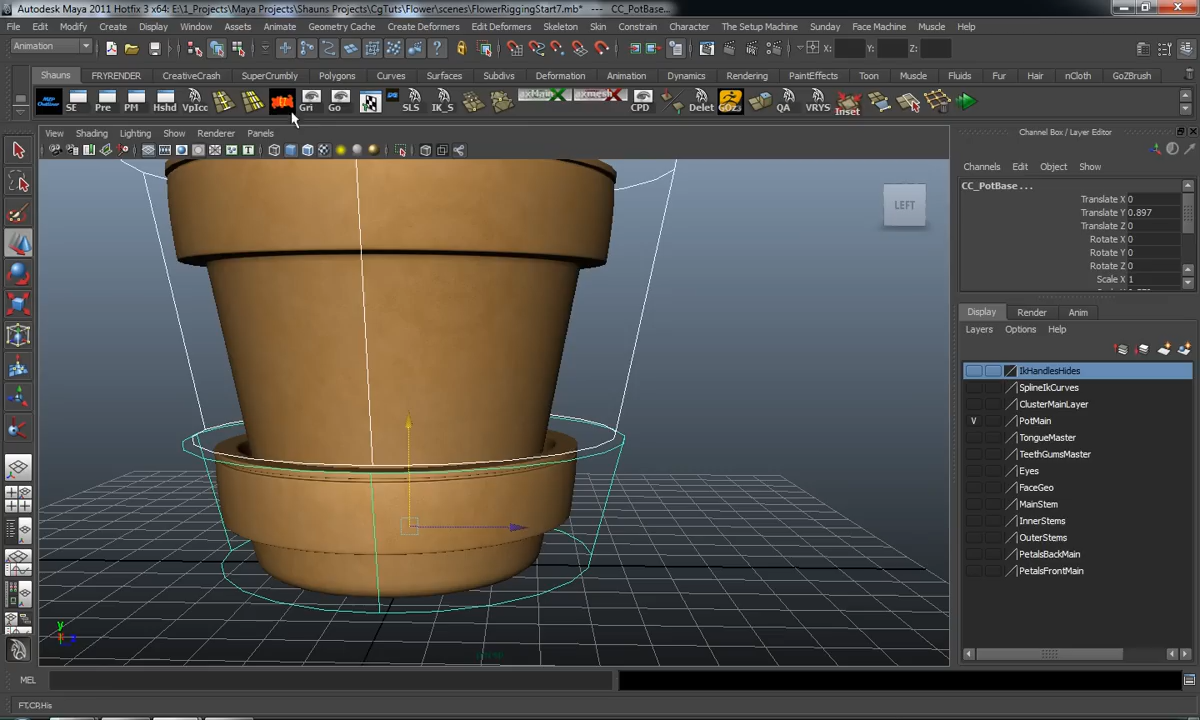 Autodesk Maya 2011 Hotfix 3 x64: E:\1_Projects\Maya Projects\Shauns Projects\CgTuts\Flower\scenes\FlowerRiggingStart7.mb* --- CC_PotBase...
File Edit Modify Create Display Window Assets Animate Geometry Cache Create Deformers Edit Deformers Skeleton Skin Constrain Character The Setup Machine Face Machine Muscle Help
Animation X: Y: Z:
Shauns FRYRENDER CreativeCrash SuperCrumbly Polygons Curves Surfaces Subdivs Deformation Animation Dynamics Rendering PaintEffects Toon Muscle Fluids Fur Hair nCloth GoZBrush
SE Pre PM Hshd VpIcc Gri Go SLS IK_S axMain axmesh CPD Delet GOZs QA VRYS Inset
View Shading Lighting Show Renderer Panels
Channel Box / Layer Editor
Channels Edit Object Show
CC_PotBase...
Translate X 0
Translate Y 0.897
Translate Z 0
Rotate X 0
Rotate Y 0
Rotate Z 0
Scale X 1
LEFT
Display Render Anim
Layers Options Help
IkHandlesHides
SplineIkCurves
ClusterMainLayer
V PotMain
TongueMaster
TeethGumsMaster
Eyes
FaceGeo
MainStem
InnerStems
OuterStems
PetalsBackMain
PetalsFrontMain
y
MEL
FT.CR.His